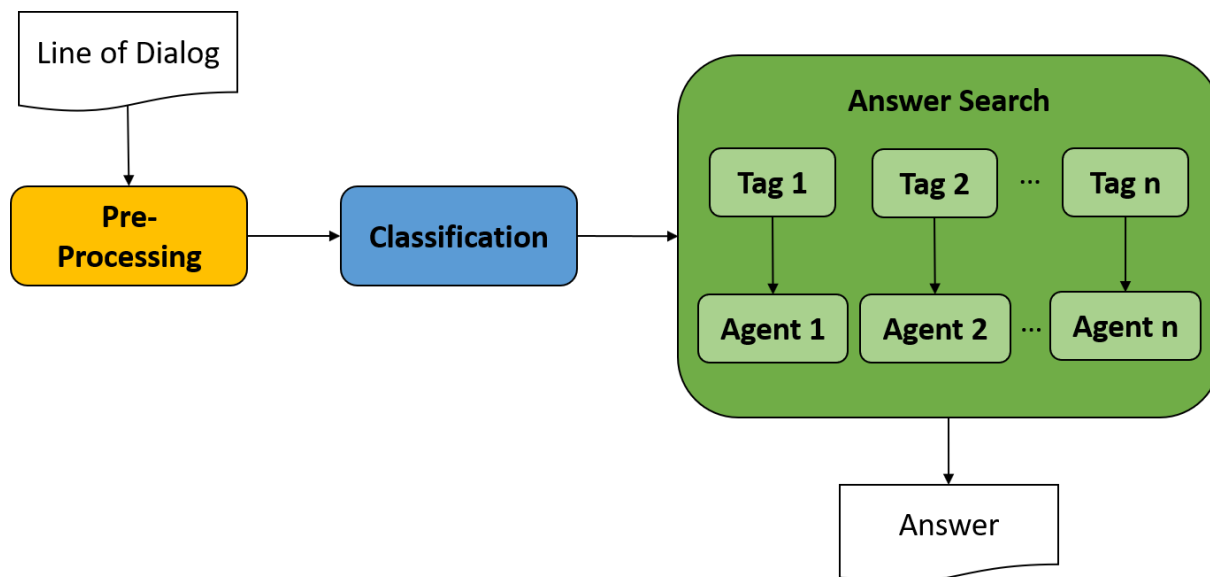 Line of Dialog
Pre-
Processing
Classification
Answer Search
Tag 1
Tag 2
...
Tag n
Agent 1
Agent 2
...
Agent n
Answer